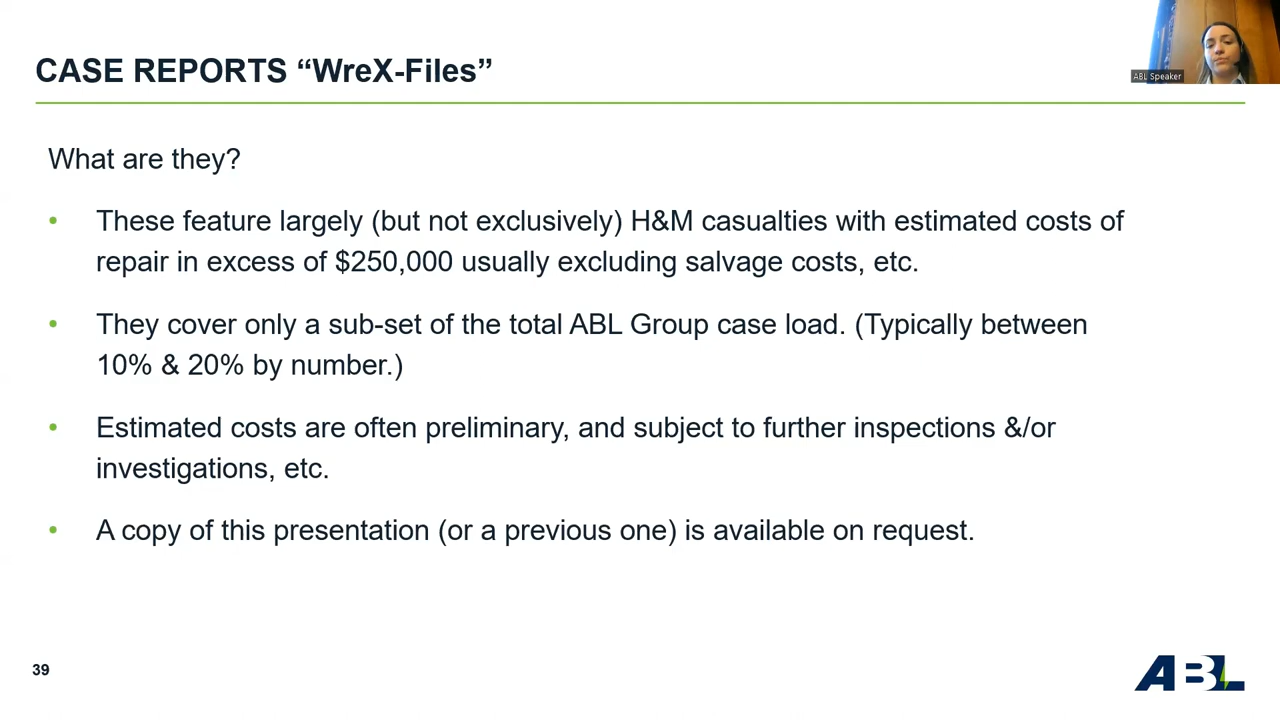 CASE REPORTS “WreX-Files”
ABL Speaker
What are they?
• These feature largely (but not exclusively) H&M casualties with estimated costs of
repair in excess of $250,000 usually excluding salvage costs, etc.
• They cover only a sub-set of the total ABL Group case load. (Typically between
10% & 20% by number.)
• Estimated costs are often preliminary, and subject to further inspections &/or
investigations, etc.
• A copy of this presentation (or a previous one) is available on request.
39
ABL